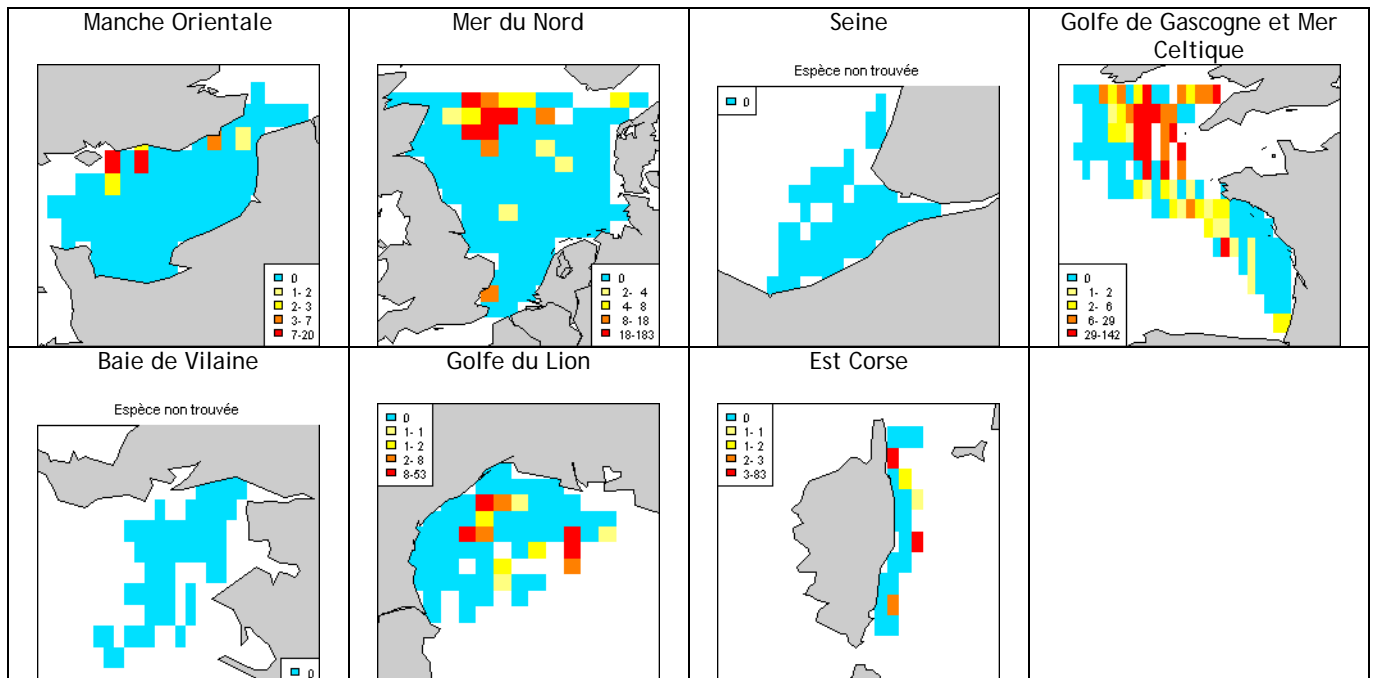 Manche Orientale
0
1- 2
2- 3
3- 7
7-20
Mer du Nord
0
2- 4
4- 8
8- 18
18-183
Seine
Espèce non trouvée
0
Golfe de Gascogne et Mer
Celtique
0
1- 2
2- 6
6- 29
29-142
Baie de Vilaine
Espèce non trouvée
0
Golfe du Lion
0
1- 1
1- 2
2- 8
8-53
Est Corse
0
1- 1
1- 2
2- 3
3-83